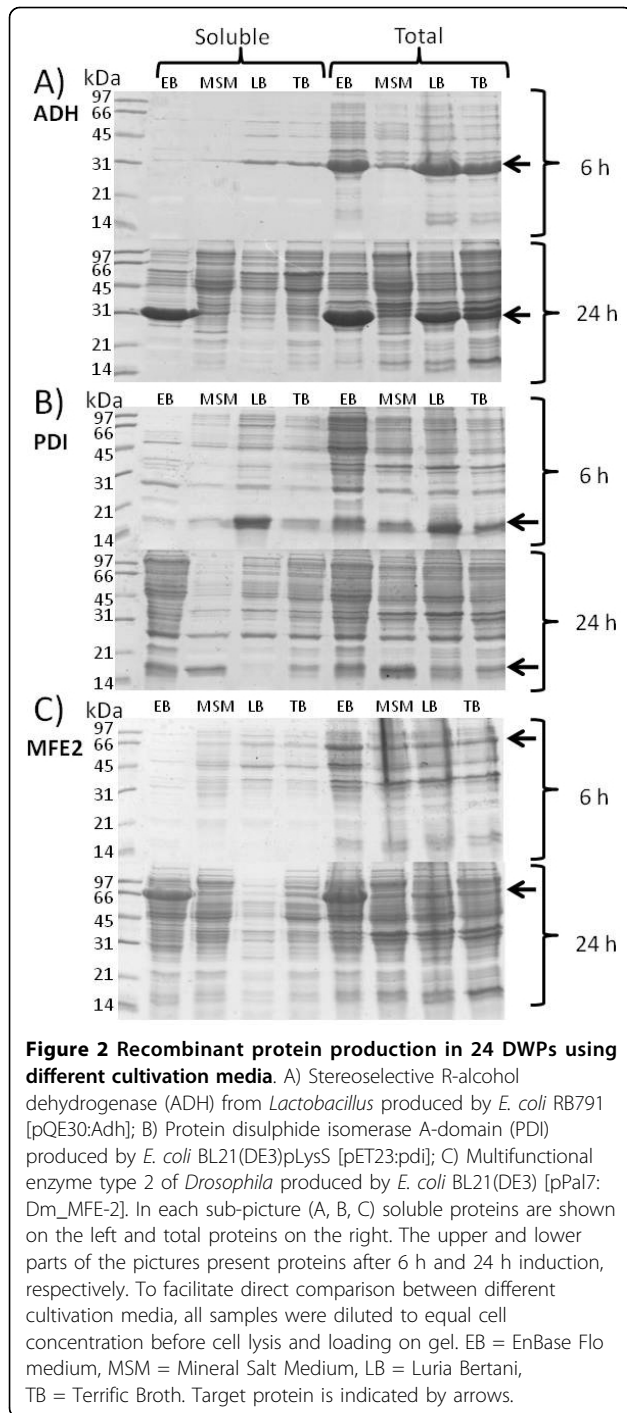 Soluble Total
A) kDa EB MSM LB TB EB MSM LB TB
97
ADH
66
45
31
21
14
6 h
97
66
45
31
21
14
24 h
B) kDa EB MSM LB TB EB MSM LB TB
97
66
PDI
45
31
21
14
6 h
97
66
45
31
21
14
24 h
C) kDa EB MSM LB TB EB MSM LB TB
97
MFE2
66
45
31
21
14
6 h
97
66
45
31
21
14
24 h
Figure 2 Recombinant protein production in 24 DWPs using
different cultivation media. A) Stereoselective R-alcohol
dehydrogenase (ADH) from Lactobacillus produced by E. coli RB791
[pQE30:Adh]; B) Protein disulphide isomerase A-domain (PDI)
produced by E. coli BL21(DE3)pLysS [pET23:pdi]; C) Multifunctional
enzyme type 2 of Drosophila produced by E. coli BL21(DE3) [pPal7:
Dm_MFE-2]. In each sub-picture (A, B, C) soluble proteins are shown
on the left and total proteins on the right. The upper and lower
parts of the pictures present proteins after 6 h and 24 h induction,
respectively. To facilitate direct comparison between different
cultivation media, all samples were diluted to equal cell
concentration before cell lysis and loading on gel. EB = EnBase Flo
medium, MSM = Mineral Salt Medium, LB = Luria Bertani,
TB = Terrific Broth. Target protein is indicated by arrows.